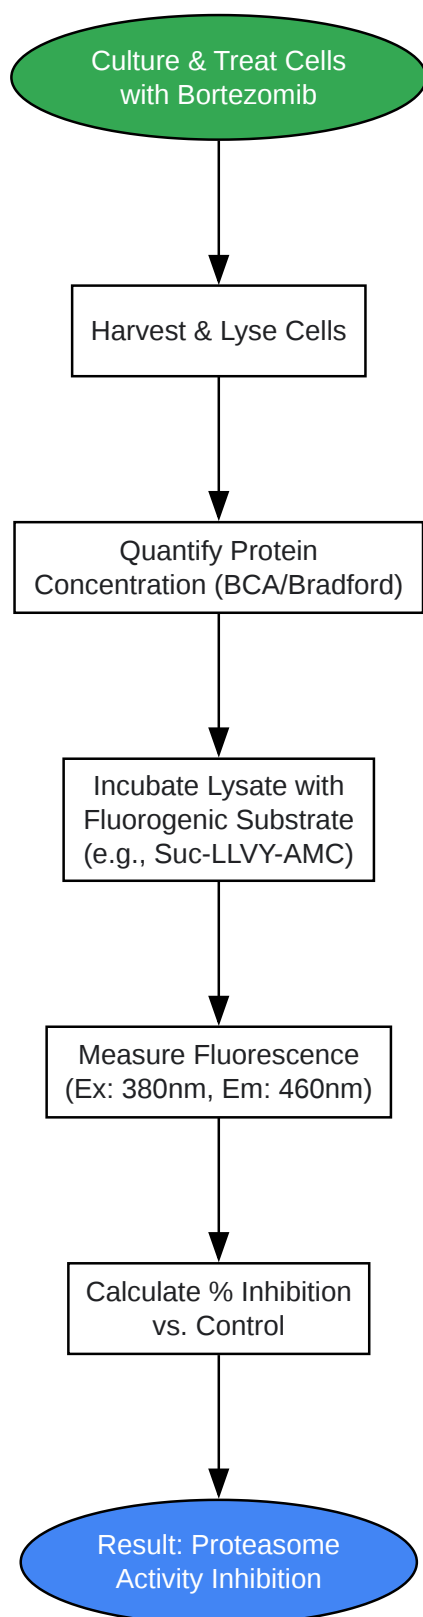 Culture & Treat Cells
with Bortezomib
Harvest & Lyse Cells
Quantify Protein
Concentration (BCA/Bradford)
Incubate Lysate with
Fluorogenic Substrate
(e.g., Suc-LLVY-AMC)
Measure Fluorescence
(Ex: 380nm, Em: 460nm)
Calculate % Inhibition
vs. Control
Result: Proteasome
Activity Inhibition